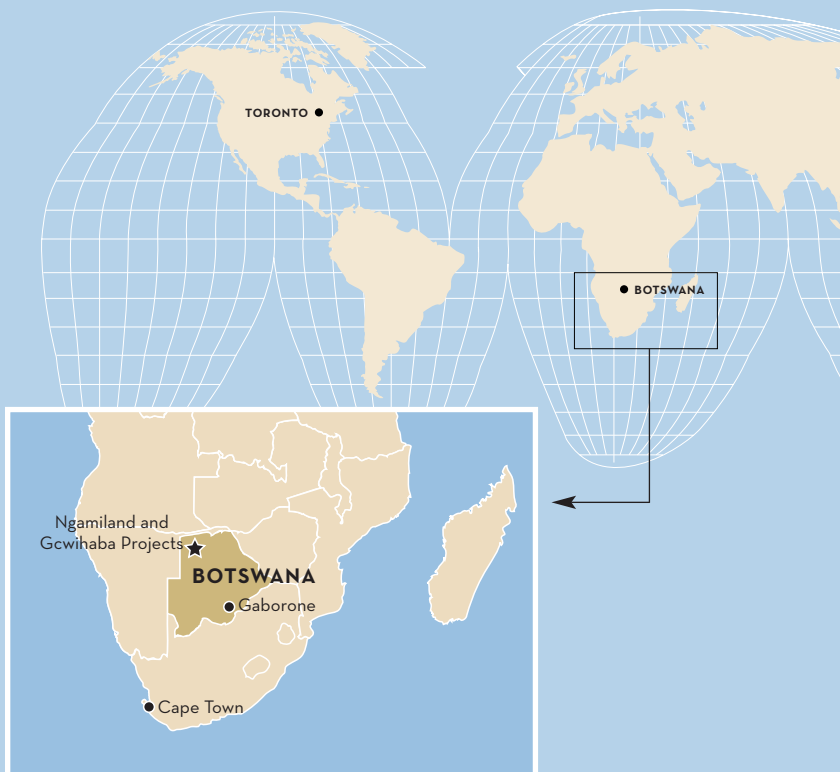 TORONTO
BOTSWANA
Ngamiland and
Gcwihaba Projects
BOTSWANA
Gaborone
Cape Town